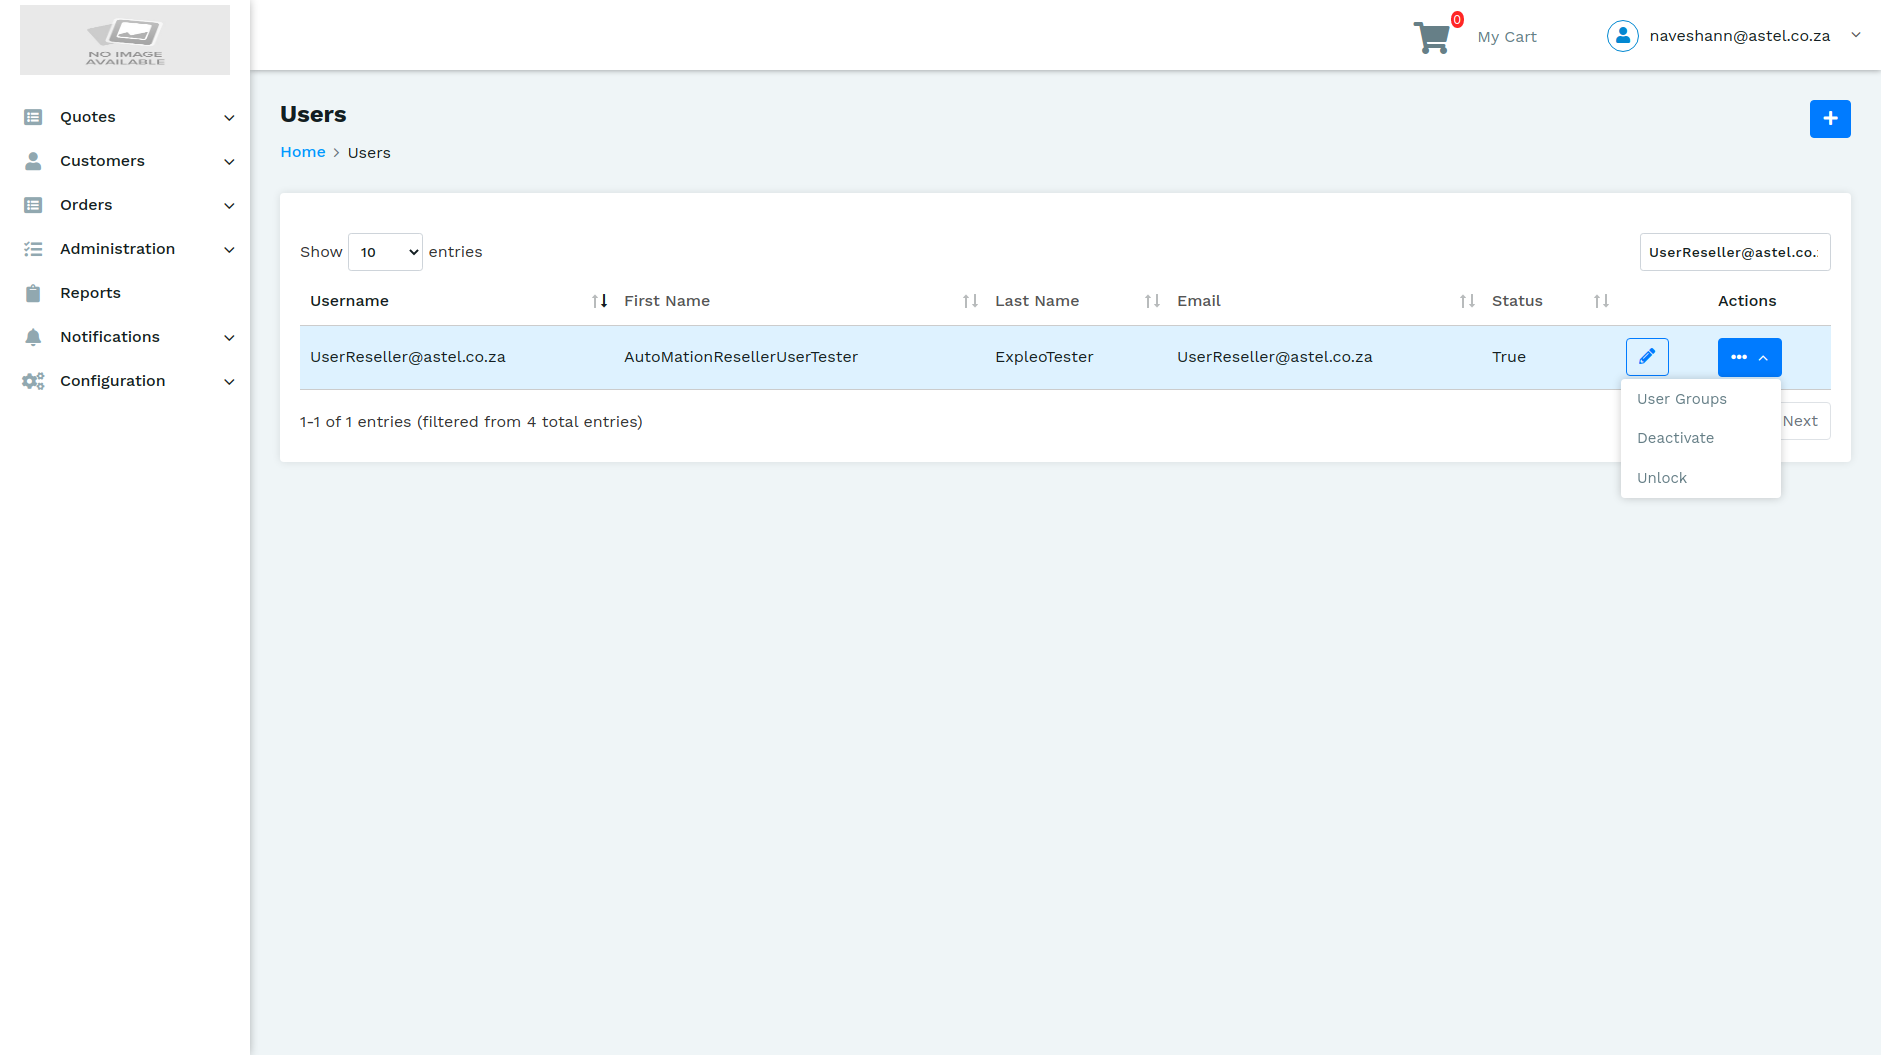 NO IMAGE
AVAILABLE
0
My Cart
naveshann@astel.co.za
Quotes
Customers
Orders
Administration
Reports
Notifications
Configuration
Users
Home > Users
Show 10 entries
UserReseller@astel.co.
Username First Name Last Name Email Status Actions
UserReseller@astel.co.za AutoMationResellerUserTester ExpleoTester UserReseller@astel.co.za True
User Groups
Deactivate
Unlock
1-1 of 1 entries (filtered from 4 total entries)
Next